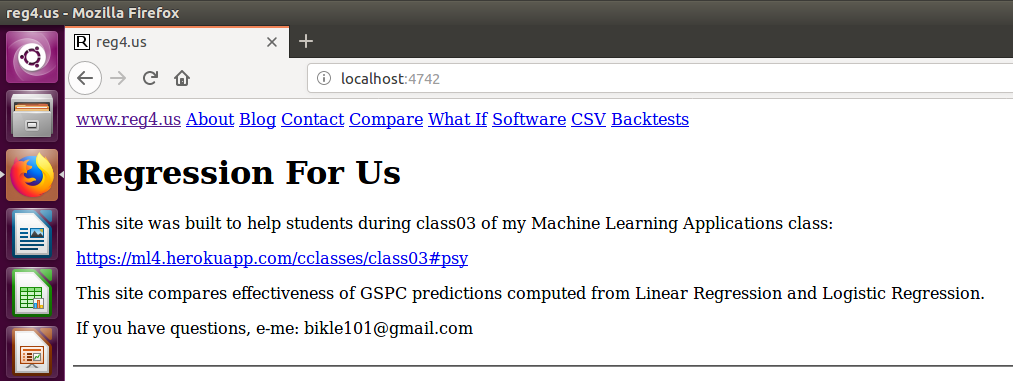 reg4.us - Mozilla Firefox
R reg4.us
localhost:4742
www.reg4.us About Blog Contact Compare What If Software CSV Backtests
Regression For Us
This site was built to help students during class03 of my Machine Learning Applications class:
https://ml4.herokuapp.com/cclasses/class03#psy
This site compares effectiveness of GSPC predictions computed from Linear Regression and Logistic Regression.
If you have questions, e-me: bikle101@gmail.com